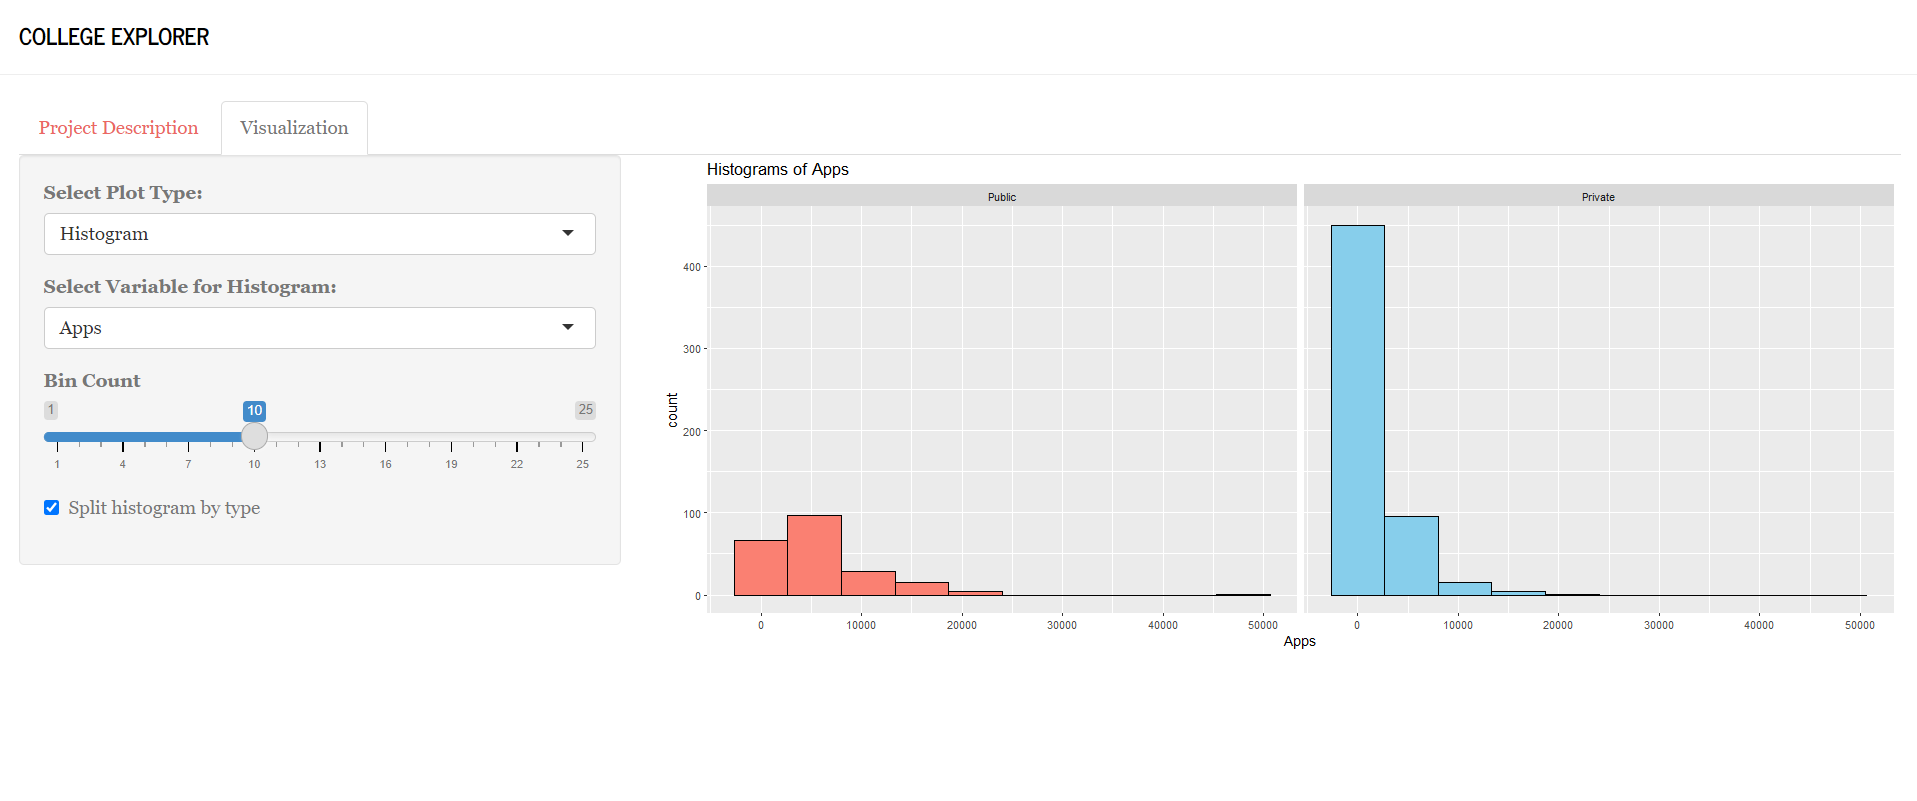 COLLEGE EXPLORER
Project Description
Visualization
Select Plot Type:
Histogram
Select Variable for Histogram:
Apps
Bin Count
1 10 25
1 4 7 10 13 16 19 22 25
Split histogram by type
Histograms of Apps
Public
Private
count
400
300
200
100
0
0 10000 20000 30000 40000 50000
0 10000 20000 30000 40000 50000
Apps